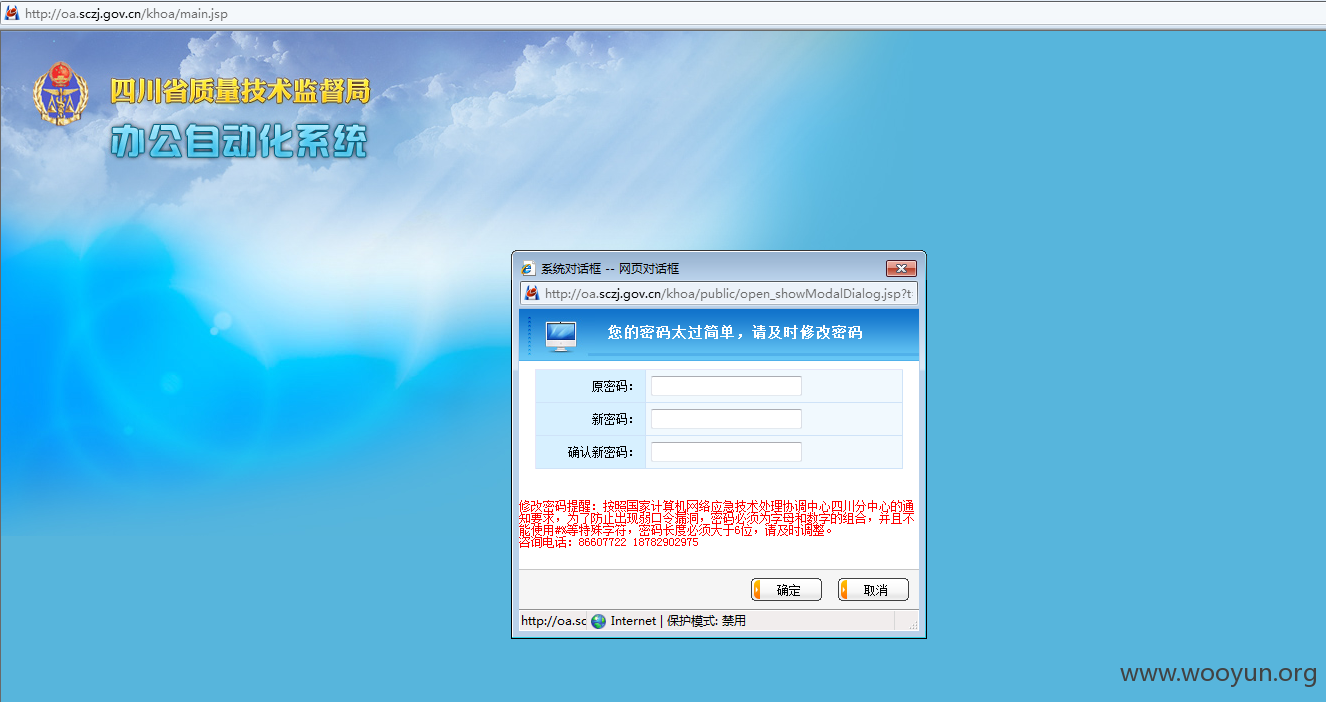 http://oa.sczj.gov.cn/khoa/main.jsp
四川省质量技术监督局
办公自动化系统
系统对话框 -- 网页对话框
http://oa.sczj.gov.cn/khoa/public/open_showModalDialog.jsp?t
您的密码太过简单，请及时修改密码
原密码：
新密码：
确认新密码：
修改密码提醒：按照国家计算机网络应急技术处理协调中心四川分中心的通
知要求，为了防止出现弱口令漏洞，密码必须为字母和数字的组合，并且不
能使用#%等特殊字符，密码长度必须大于6位，请及时调整。
咨询电话：86607722 18782902975
确定 取消
http://oa.sc Internet | 保护模式: 禁用
www.wooyun.org